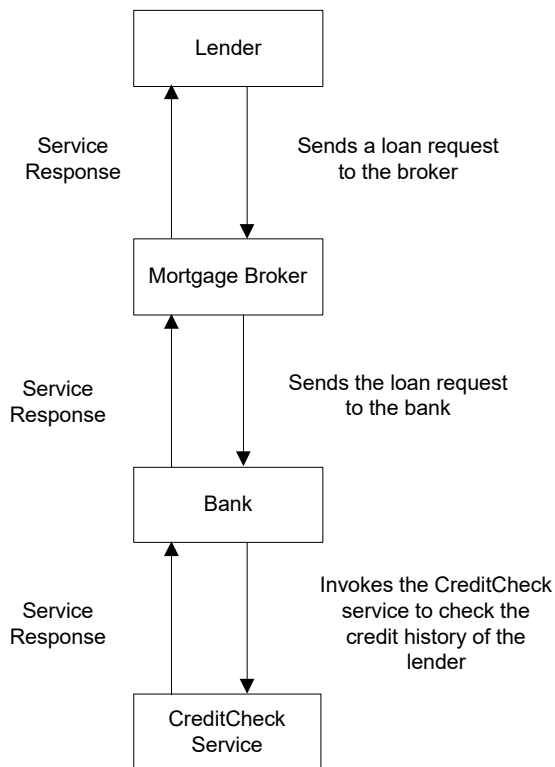 Lender
Service
Response
Sends a loan request
to the broker
Mortgage Broker
Service
Response
Sends the loan request
to the bank
Bank
Service
Response
Invokes the CreditCheck
service to check the
credit history of the
lender
CreditCheck
Service